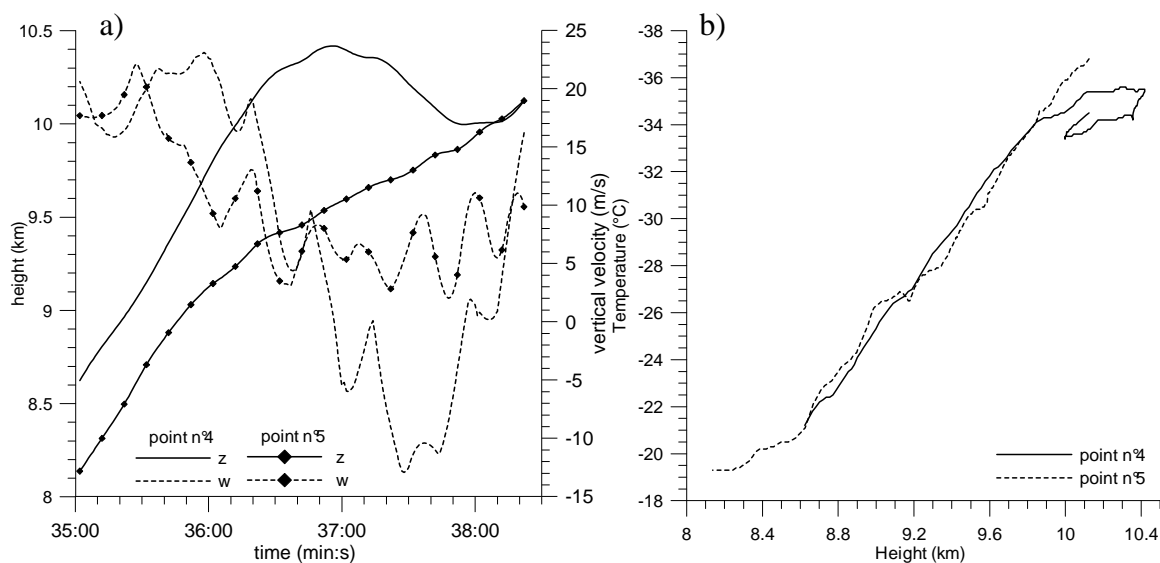 a)
b)
10.5
10
9.5
9
8.5
8
height (km)
25
20
15
10
5
0
-5
-10
-15
vertical velocity (m/s)
35:00 36:00 37:00 38:00
time (min:s)
point n°4 point n°5
z z
w w
-38
-36
-34
-32
-30
-28
-26
-24
-22
-20
-18
Temperature (°C)
8 8.4 8.8 9.2 9.6 10 10.4
Height (km)
point n°4
point n°5